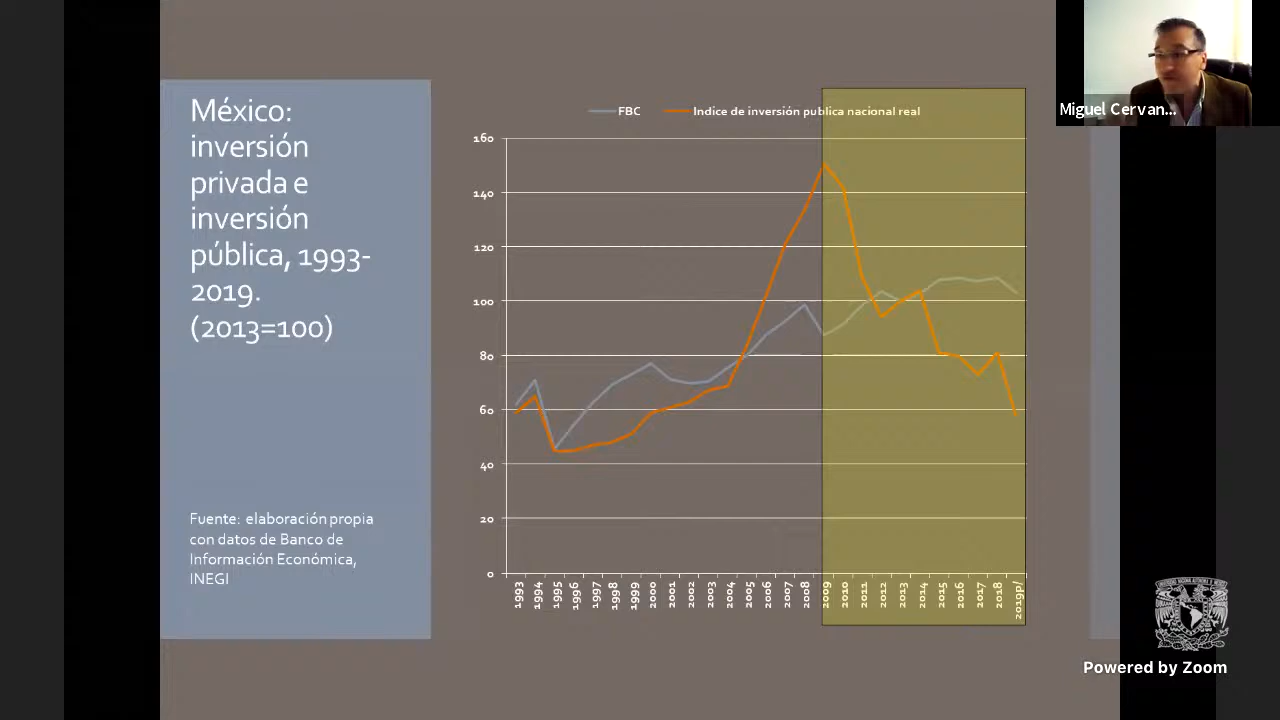 México:
inversión
privada e
inversión
pública, 1993-
2019.
(2013=100)
Fuente: elaboración propia
con datos de Banco de
Información Económica,
INEGI
FBC
Indice de inversión publica nacional real
160
140
120
100
80
60
40
20
0
1993
1994
1995
1996
1997
1998
1999
2000
2001
2002
2003
2004
2005
2006
2007
2008
2009
2010
2011
2012
2013
2014
2015
2016
2017
2018
2019p/
Miguel Cervan...
Powered by Zoom